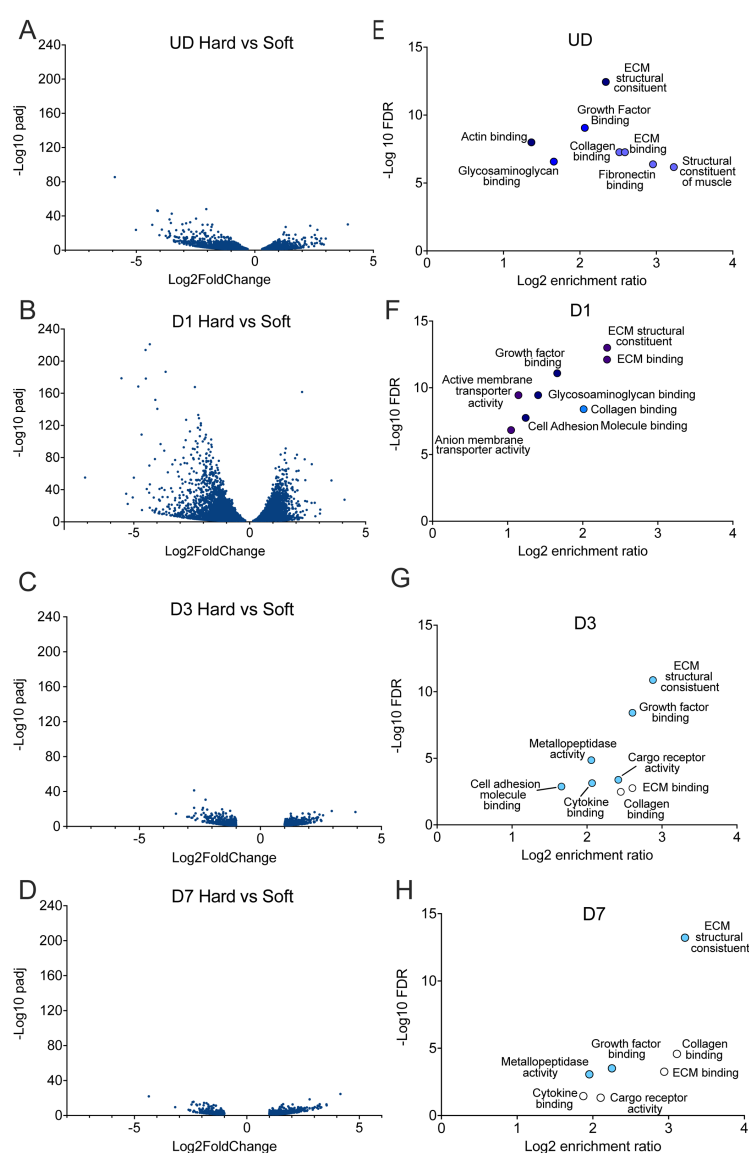 A
UD Hard vs Soft
240
200
160
120
80
40
0
-5
0
5
-Log10 padj
Log2FoldChange
E
UD
15
10
5
0
0
1
2
3
4
-Log 10 FDR
Log2 enrichment ratio
ECM
structural
consituent
Growth Factor
Binding
Actin binding
Collagen
binding
ECM
binding
Glycosaminoglycan
binding
Fibronectin
binding
Structural
constituent
of muscle
B
D1 Hard vs Soft
240
200
160
120
80
40
0
-5
0
5
-Log10 padj
Log2FoldChange
F
D1
15
10
5
0
0
1
2
3
4
-Log10 FDR
Log2 enrichment ratio
ECM structural
constituent
ECM binding
Growth factor
binding
Active membrane
transporter
activity
Glycosoaminoglycan binding
Collagen binding
Cell Adhesion Molecule binding
Anion membrane
transporter activity
C
D3 Hard vs Soft
240
200
160
120
80
40
0
-5
0
5
-Log10 padj
Log2FoldChange
G
D3
15
10
5
0
0
1
2
3
4
-Log10 FDR
Log2 enrichment ratio
ECM
structural
consistuent
Growth factor
binding
Metallopeptidase
activity
Cargo receptor
activity
Cell adhesion
molecule
binding
Cytokine
binding
ECM binding
Collagen
binding
D
D7 Hard vs Soft
240
200
160
120
80
40
0
-5
0
5
-Log10 padj
Log2FoldChange
H
D7
15
10
5
0
0
1
2
3
4
-Log10 FDR
Log2 enrichment ratio
ECM
structural
consistuent
Growth factor
binding
Collagen
binding
Metallopeptidase
activity
ECM binding
Cytokine
binding
Cargo receptor
activity